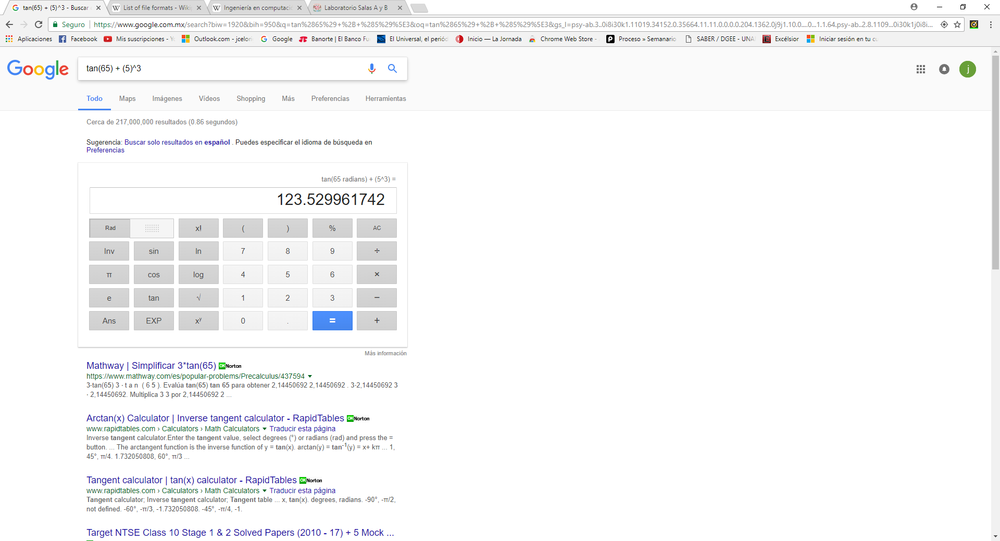 tan(65) + (5)^3 - Buscar
List of file formats - Wiki
Ingeniería en computaci
Laboratorio Salas A y B
Seguro
https://www.google.com.mx/search?biw=1920&bih=950&q=tan%2865%29+%2B+%285%29%5E3&oq=tan%2865%29+%2B+%285%29%5E3&gs_l=psy-ab.3..0i8i30k1.11019.34152.0.35664.11.11.0.0.0.0.204.1362.0j9j1.10.0....0...1.1.64.psy-ab..2.8.1109...0i30k1j0i8i...
Aplicaciones
Facebook
Mis suscripciones - Y
Outlook.com - jcelori
Google
Banorte | El Banco Fu
El Universal, el periód
Inicio — La Jornada
Chrome Web Store -
Proceso » Semanario
SABER / DGEE - UNA
Excélsior
Iniciar sesión en tu cu
Google
tan(65) + (5)^3
j
Todo
Maps
Imágenes
Vídeos
Shopping
Más
Preferencias
Herramientas
Cerca de 217,000,000 resultados (0.86 segundos)
Sugerencia: Buscar solo resultados en español . Puedes especificar el idioma de búsqueda en
Preferencias
tan(65 radians) + (5^3) =
123.529961742
Rad x! ( ) % AC
Inv sin ln 7 8 9 ÷
π cos log 4 5 6 ×
e tan √ 1 2 3 −
Ans EXP xʸ 0 . = +
Más información
Mathway | Simplificar 3*tan(65) OK Norton
https://www.mathway.com/es/popular-problems/Precalculus/437594
3·tan(65) 3 · t a n ( 6 5 ). Evalúa tan(65) tan 65 para obtener 2,14450692 2,14450692 . 3·2,14450692 3
· 2,14450692. Multiplica 3 3 por 2,14450692 2 ...
Arctan(x) Calculator | Inverse tangent calculator - RapidTables OK Norton
www.rapidtables.com › Calculators › Math Calculators Traducir esta página
Inverse tangent calculator.Enter the tangent value, select degrees (°) or radians (rad) and press the =
button. ... The arctangent function is the inverse function of y = tan(x). arctan(y) = tan⁻¹(y) = x+ kπ ... 1,
45°, π/4. 1.732050808, 60°, π/3 ...
Tangent calculator | tan(x) calculator - RapidTables OK Norton
www.rapidtables.com › Calculators › Math Calculators Traducir esta página
Tangent calculator; Inverse tangent calculator; Tangent table ... x, tan(x). degrees, radians. -90°, -π/2,
not defined. -60°, -π/3, -1.732050808. -45°, -π/4, -1.
Target NTSE Class 10 Stage 1 & 2 Solved Papers (2010 - 17) + 5 Mock ...